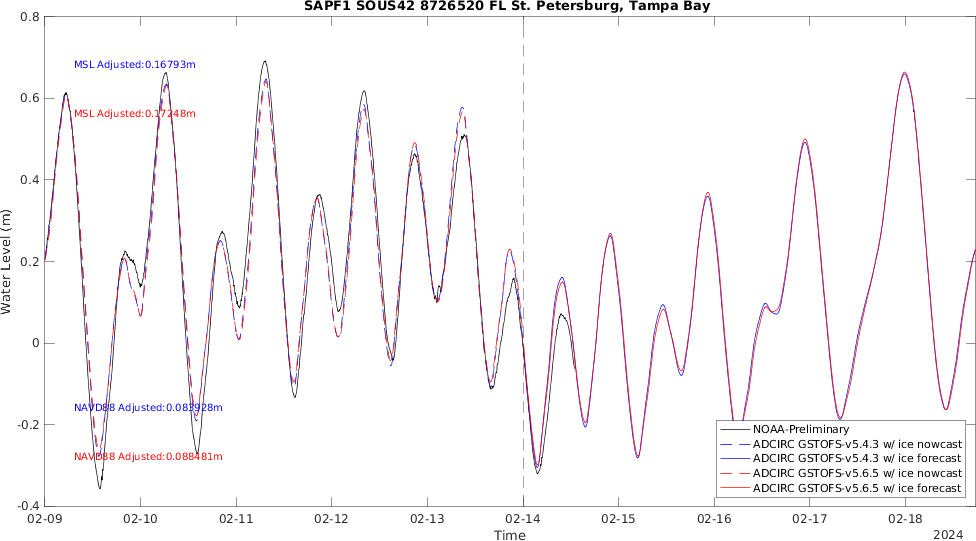 SAPF1 SOUS42 8726520 FL St. Petersburg, Tampa Bay
0.8
0.6
0.4
0.2
0
-0.2
-0.4
Water Level (m)
MSL Adjusted:0.16793m
MSL Adjusted:0.17248m
NAVD88 Adjusted:0.083928m
NAVD88 Adjusted:0.088481m
NOAA-Preliminary
ADCIRC GSTOFS-v5.4.3 w/ ice nowcast
ADCIRC GSTOFS-v5.4.3 w/ ice forecast
ADCIRC GSTOFS-v5.6.5 w/ ice nowcast
ADCIRC GSTOFS-v5.6.5 w/ ice forecast
02-09 02-10 02-11 02-12 02-13 02-14 02-15 02-16 02-17 02-18
Time
2024